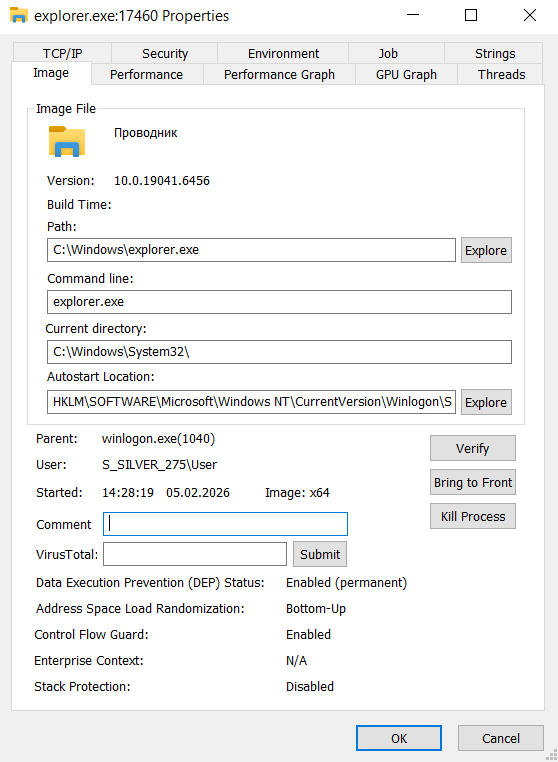 explorer.exe:17460 Properties
TCP/IP Security Environment Job Strings
Image Performance Performance Graph GPU Graph Threads
Image File
Проводник
Version: 10.0.19041.6456
Build Time:
Path:
C:\Windows\explorer.exe Explore
Command line:
explorer.exe
Current directory:
C:\Windows\System32\
Autostart Location:
HKLM\SOFTWARE\Microsoft\Windows NT\CurrentVersion\Winlogon\S Explore
Parent: winlogon.exe(1040)
Verify
User: S_SILVER_275\User
Bring to Front
Started: 14:28:19 05.02.2026 Image: x64
Kill Process
Comment
VirusTotal: Submit
Data Execution Prevention (DEP) Status: Enabled (permanent)
Address Space Load Randomization: Bottom-Up
Control Flow Guard: Enabled
Enterprise Context: N/A
Stack Protection: Disabled
OK Cancel